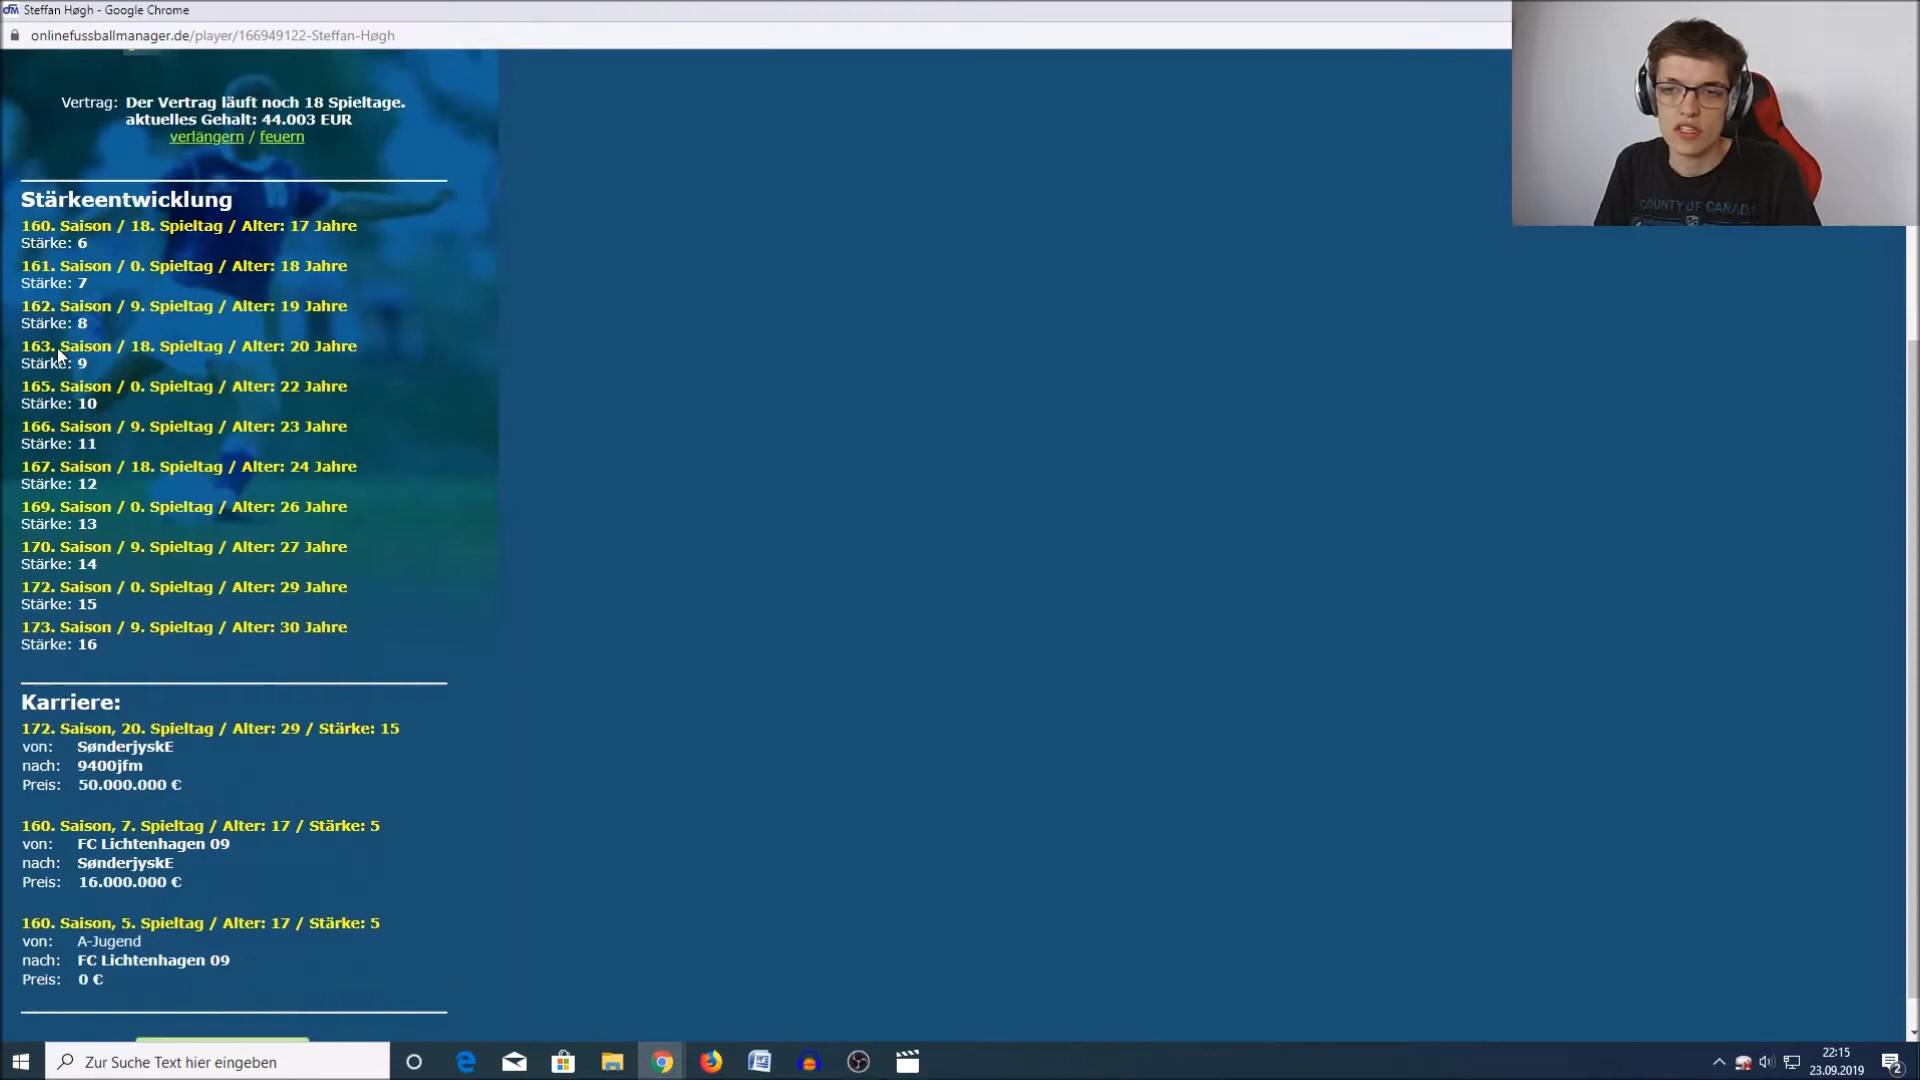 Steffan Høgh - Google Chrome
onlinefussballmanager.de/player/166949122-Steffan-Høgh
Vertrag: Der Vertrag läuft noch 18 Spieltage.
aktuelles Gehalt: 44.003 EUR
verlängern / feuern
Stärkeentwicklung
160. Saison / 18. Spieltag / Alter: 17 Jahre
Stärke: 6
161. Saison / 0. Spieltag / Alter: 18 Jahre
Stärke: 7
162. Saison / 9. Spieltag / Alter: 19 Jahre
Stärke: 8
163. Saison / 18. Spieltag / Alter: 20 Jahre
Stärke: 9
165. Saison / 0. Spieltag / Alter: 22 Jahre
Stärke: 10
166. Saison / 9. Spieltag / Alter: 23 Jahre
Stärke: 11
167. Saison / 18. Spieltag / Alter: 24 Jahre
Stärke: 12
169. Saison / 0. Spieltag / Alter: 26 Jahre
Stärke: 13
170. Saison / 9. Spieltag / Alter: 27 Jahre
Stärke: 14
172. Saison / 0. Spieltag / Alter: 29 Jahre
Stärke: 15
173. Saison / 9. Spieltag / Alter: 30 Jahre
Stärke: 16
Karriere:
172. Saison, 20. Spieltag / Alter: 29 / Stärke: 15
von: SønderjyskE
nach: 9400jfm
Preis: 50.000.000 €
160. Saison, 7. Spieltag / Alter: 17 / Stärke: 5
von: FC Lichtenhagen 09
nach: SønderjyskE
Preis: 16.000.000 €
160. Saison, 5. Spieltag / Alter: 17 / Stärke: 5
von: A-Jugend
nach: FC Lichtenhagen 09
Preis: 0 €
COUNTY OF CANADA
Zur Suche Text hier eingeben
22:15
23.09.2019
2